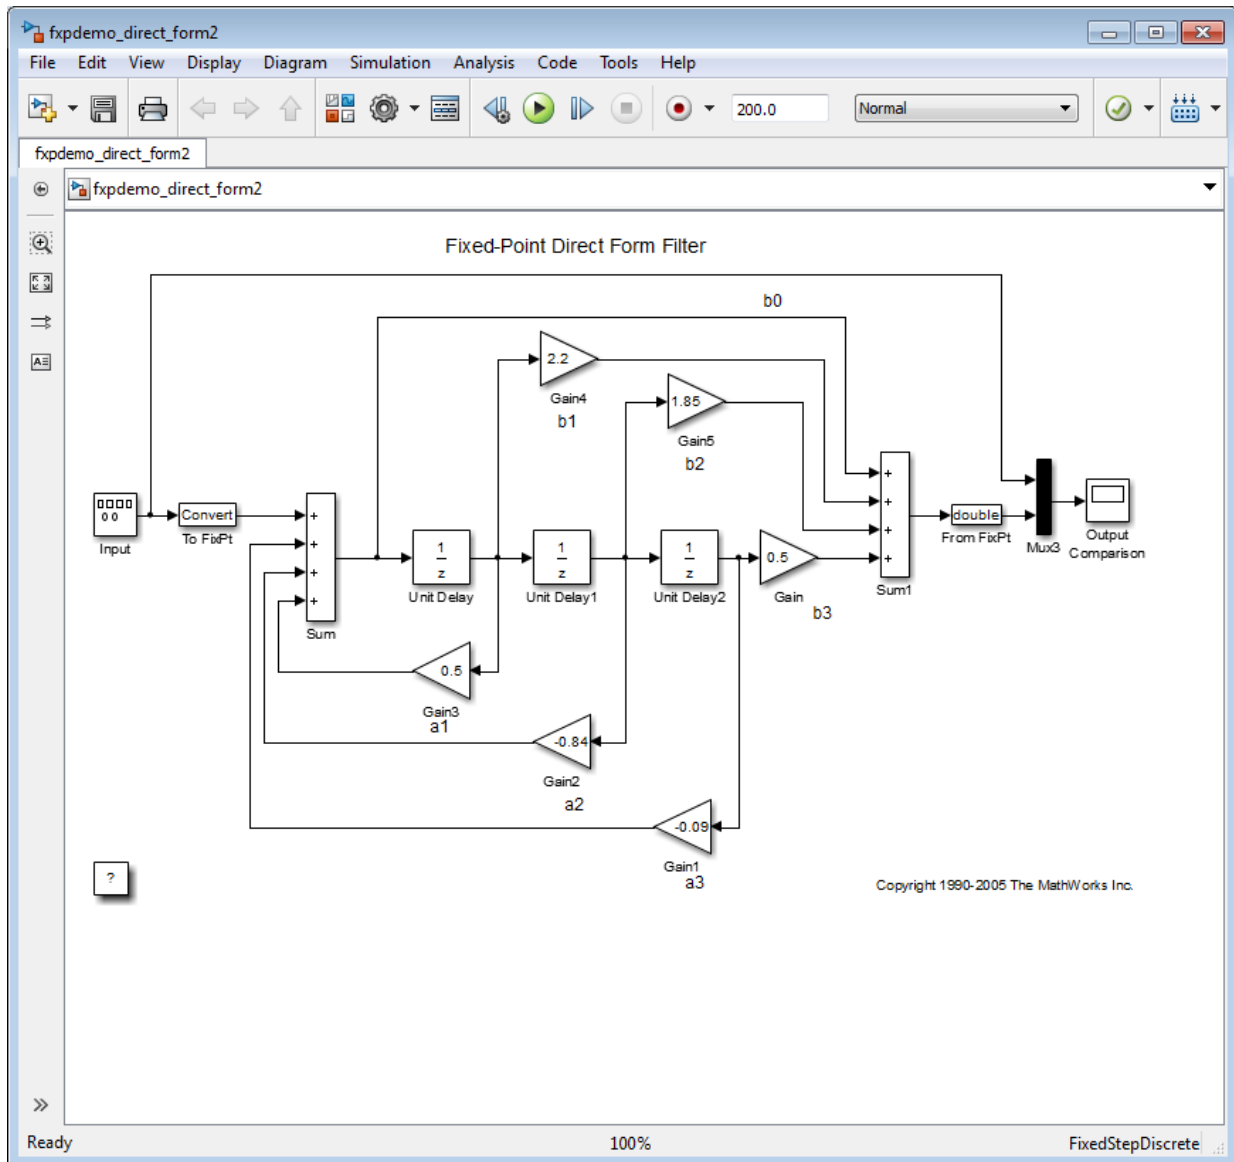 fxpdemo_direct_form2
File Edit View Display Diagram Simulation Analysis Code Tools Help
200.0 Normal
fxpdemo_direct_form2
fxpdemo_direct_form2
Fixed-Point Direct Form Filter
b0
2.2
Gain4
b1
1.85
Gain5
b2
Input
Convert
To FixPt
+
+
+
+
Sum
1
z
Unit Delay
1
z
Unit Delay1
1
z
Unit Delay2
0.5
Gain
b3
+
+
+
+
Sum1
double
From FixPt
Mux3
Output
Comparison
0.5
Gain3
a1
-0.84
Gain2
a2
-0.09
Gain1
a3
?
Copyright 1990-2005 The MathWorks Inc.
Ready 100% FixedStepDiscrete